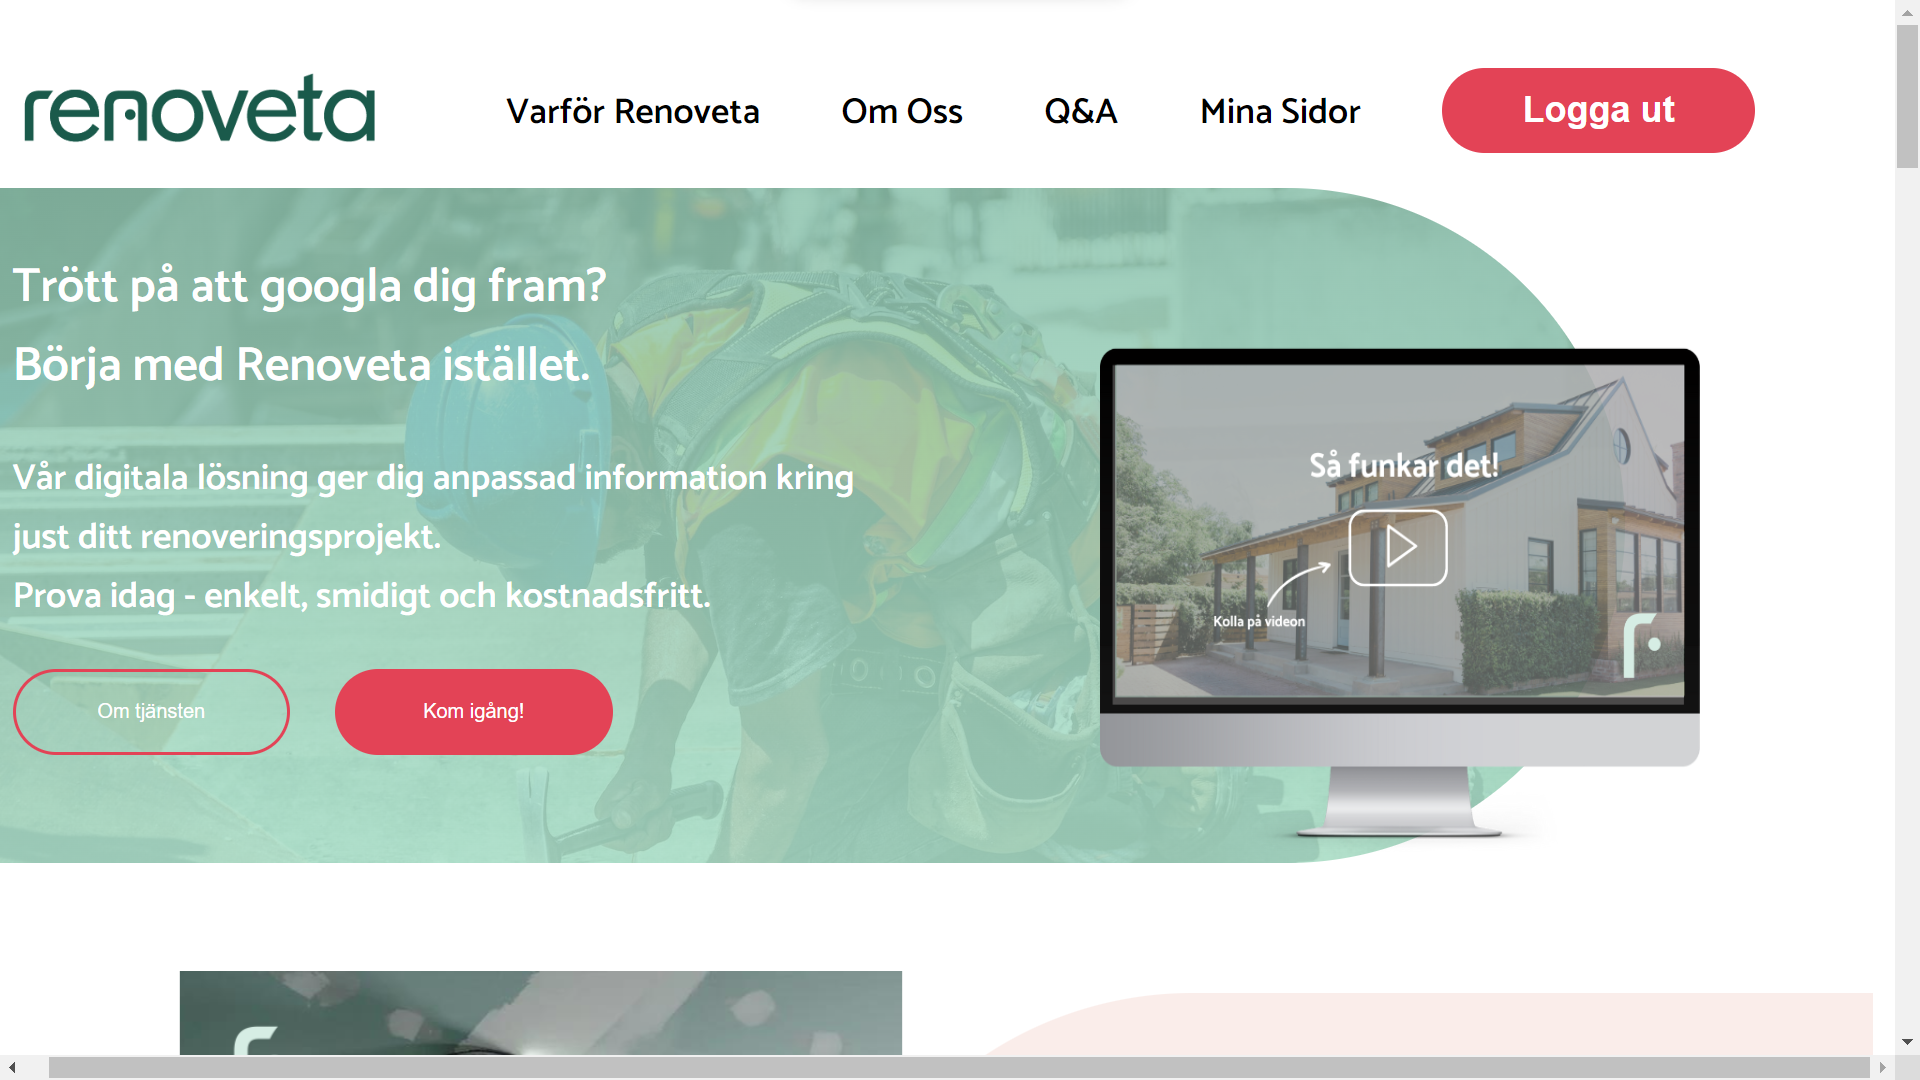 renoveta
Varför Renoveta
Om Oss
Q&A
Mina Sidor
Logga ut
Trött på att googla dig fram?
Börja med Renoveta istället.
Vår digitala lösning ger dig anpassad information kring
just ditt renoveringsprojekt.
Prova idag - enkelt, smidigt och kostnadsfritt.
Om tjänsten
Kom igång!
Så funkar det!
Kolla på videon